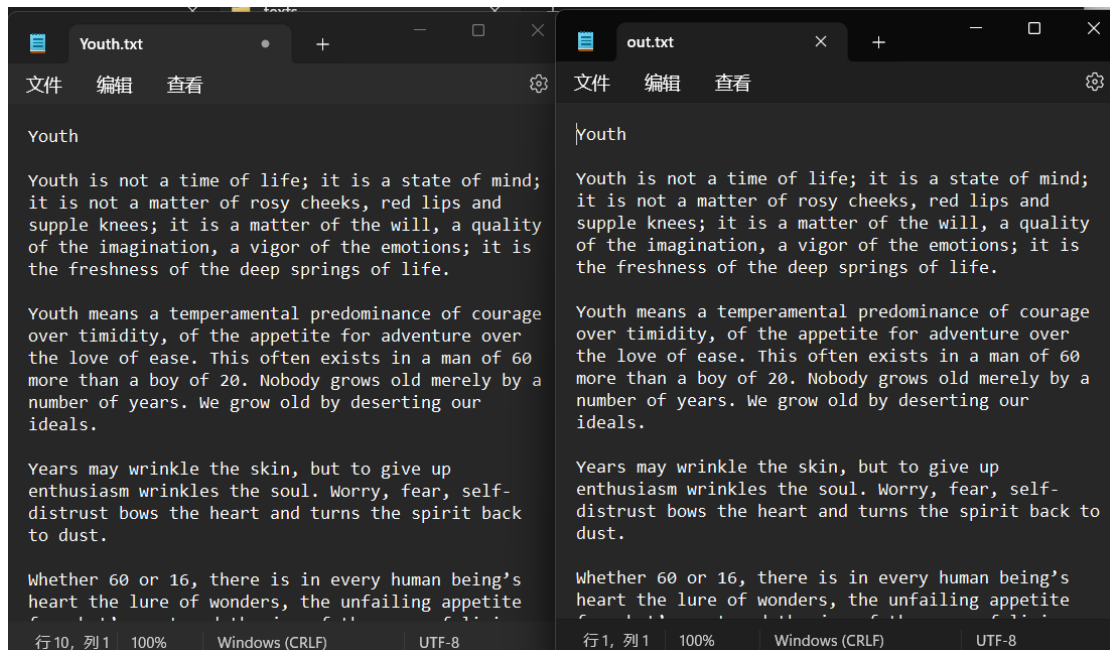 texts
Youth.txt
文件 编辑 查看
Youth
Youth is not a time of life; it is a state of mind;
it is not a matter of rosy cheeks, red lips and
supple knees; it is a matter of the will, a quality
of the imagination, a vigor of the emotions; it is
the freshness of the deep springs of life.
Youth means a temperamental predominance of courage
over timidity, of the appetite for adventure over
the love of ease. This often exists in a man of 60
more than a boy of 20. Nobody grows old merely by a
number of years. We grow old by deserting our
ideals.
Years may wrinkle the skin, but to give up
enthusiasm wrinkles the soul. Worry, fear, self-
distrust bows the heart and turns the spirit back
to dust.
Whether 60 or 16, there is in every human being’s
heart the lure of wonders, the unfailing appetite
行 10, 列 1 100% Windows (CRLF) UTF-8
out.txt
文件 编辑 查看
Youth
Youth is not a time of life; it is a state of mind;
it is not a matter of rosy cheeks, red lips and
supple knees; it is a matter of the will, a quality
of the imagination, a vigor of the emotions; it is
the freshness of the deep springs of life.
Youth means a temperamental predominance of courage
over timidity, of the appetite for adventure over
the love of ease. This often exists in a man of 60
more than a boy of 20. Nobody grows old merely by a
number of years. We grow old by deserting our
ideals.
Years may wrinkle the skin, but to give up
enthusiasm wrinkles the soul. Worry, fear, self-
distrust bows the heart and turns the spirit back to
dust.
Whether 60 or 16, there is in every human being’s
heart the lure of wonders, the unfailing appetite
行 1, 列 1 100% Windows (CRLF) UTF-8